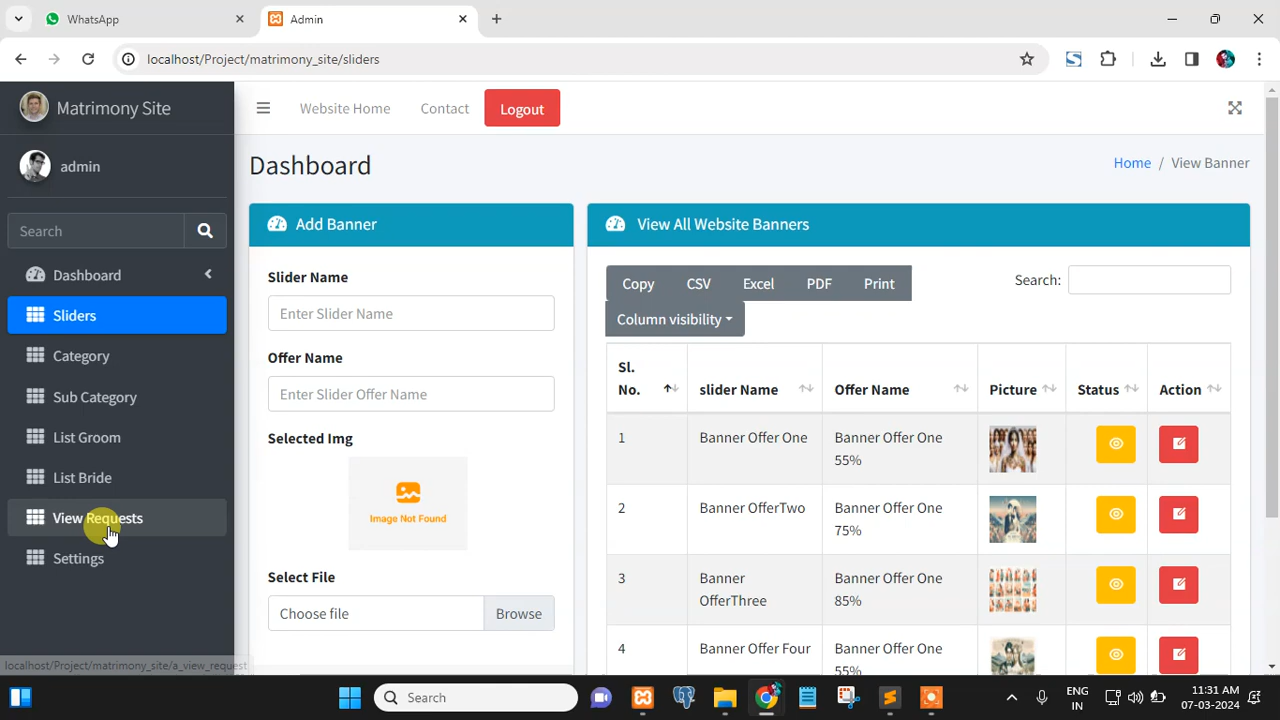 WhatsApp
Admin
localhost/Project/matrimony_site/sliders
Matrimony Site
Website Home
Contact
Logout
admin
Dashboard
Home / View Banner
Search
Dashboard
Sliders
Category
Sub Category
List Groom
List Bride
View Requests
Settings
Add Banner
Slider Name
Enter Slider Name
Offer Name
Enter Slider Offer Name
Selected Img
Image Not Found
Select File
Choose file
Browse
View All Website Banners
Copy CSV Excel PDF Print
Column visibility
Search:
Sl. No. slider Name Offer Name Picture Status Action
1 Banner Offer One Banner Offer One 55%
2 Banner OfferTwo Banner Offer One 75%
3 Banner OfferThree Banner Offer One 85%
4 Banner Offer Four Banner Offer One 55%
localhost/Project/matrimony_site/a_view_request
Search
ENG
IN
11:31 AM
07-03-2024